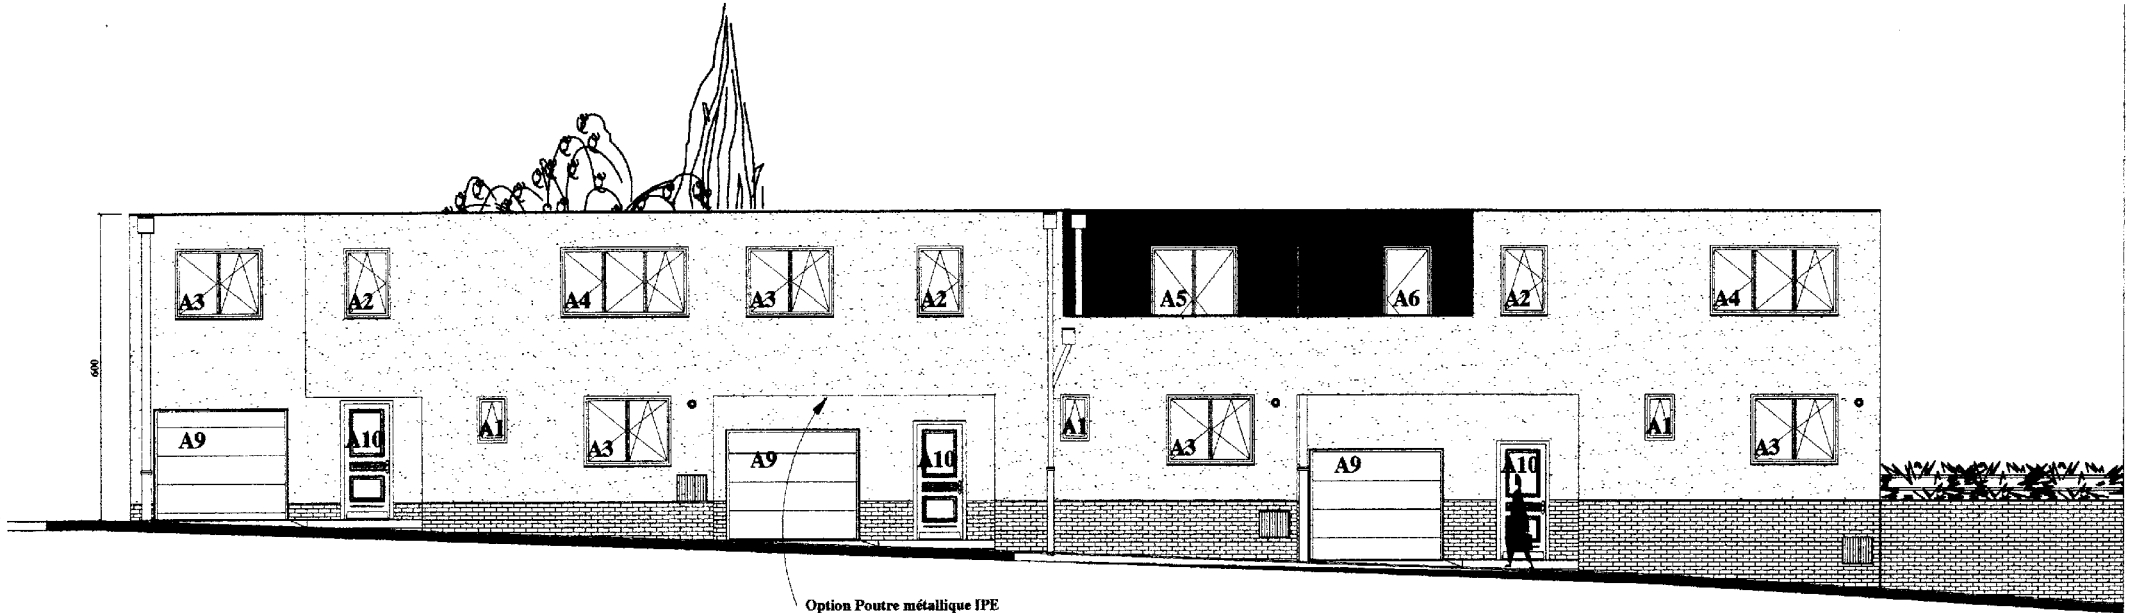 A3 A2 A4 A3 A2 A5 A6 A2 A4
600
A9 A10 A1 A3 A9 A10 A1 A3 A9 A10 A1 A3
Option Poutre métallique IPE